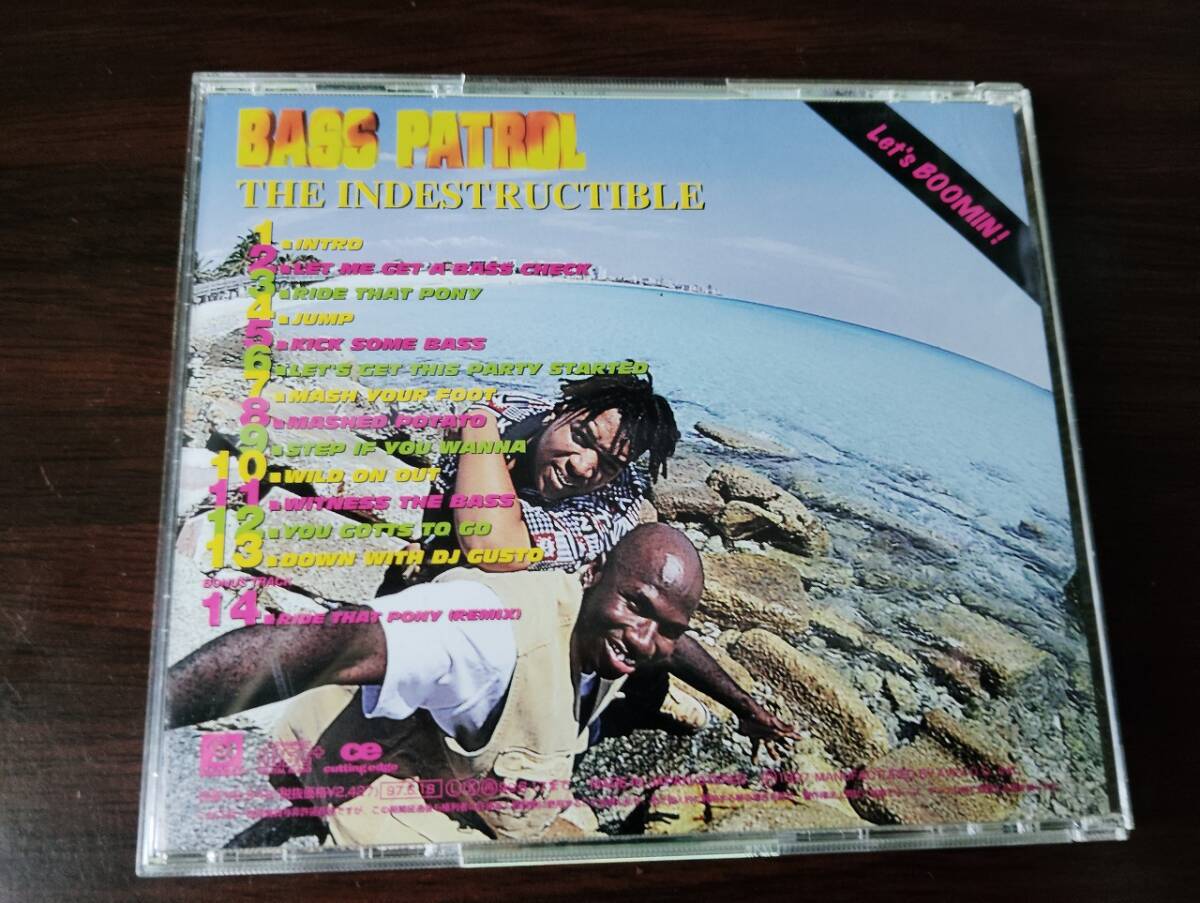 BASS PATROL
THE INDESTRUCTIBLE
Let's BOOMIN!
1. INTRO
2. LET ME GET A BASS CHECK
3. RIDE THAT PONY
4. JUMP
5. KICK SOME BASS
6. LET'S GET THIS PARTY STARTED
7. MASH YOUR FOOT
8. MASHED POTATO
9. STEP IF YOU WANNA
10. WILD ON OUT
11. WITNESS THE BASS
12. YOU GOTTS TO GO
13. DOWN WITH DJ GUSTO
BONUS TRACK
14. RIDE THAT PONY (REMIX)
ce
cutting edge